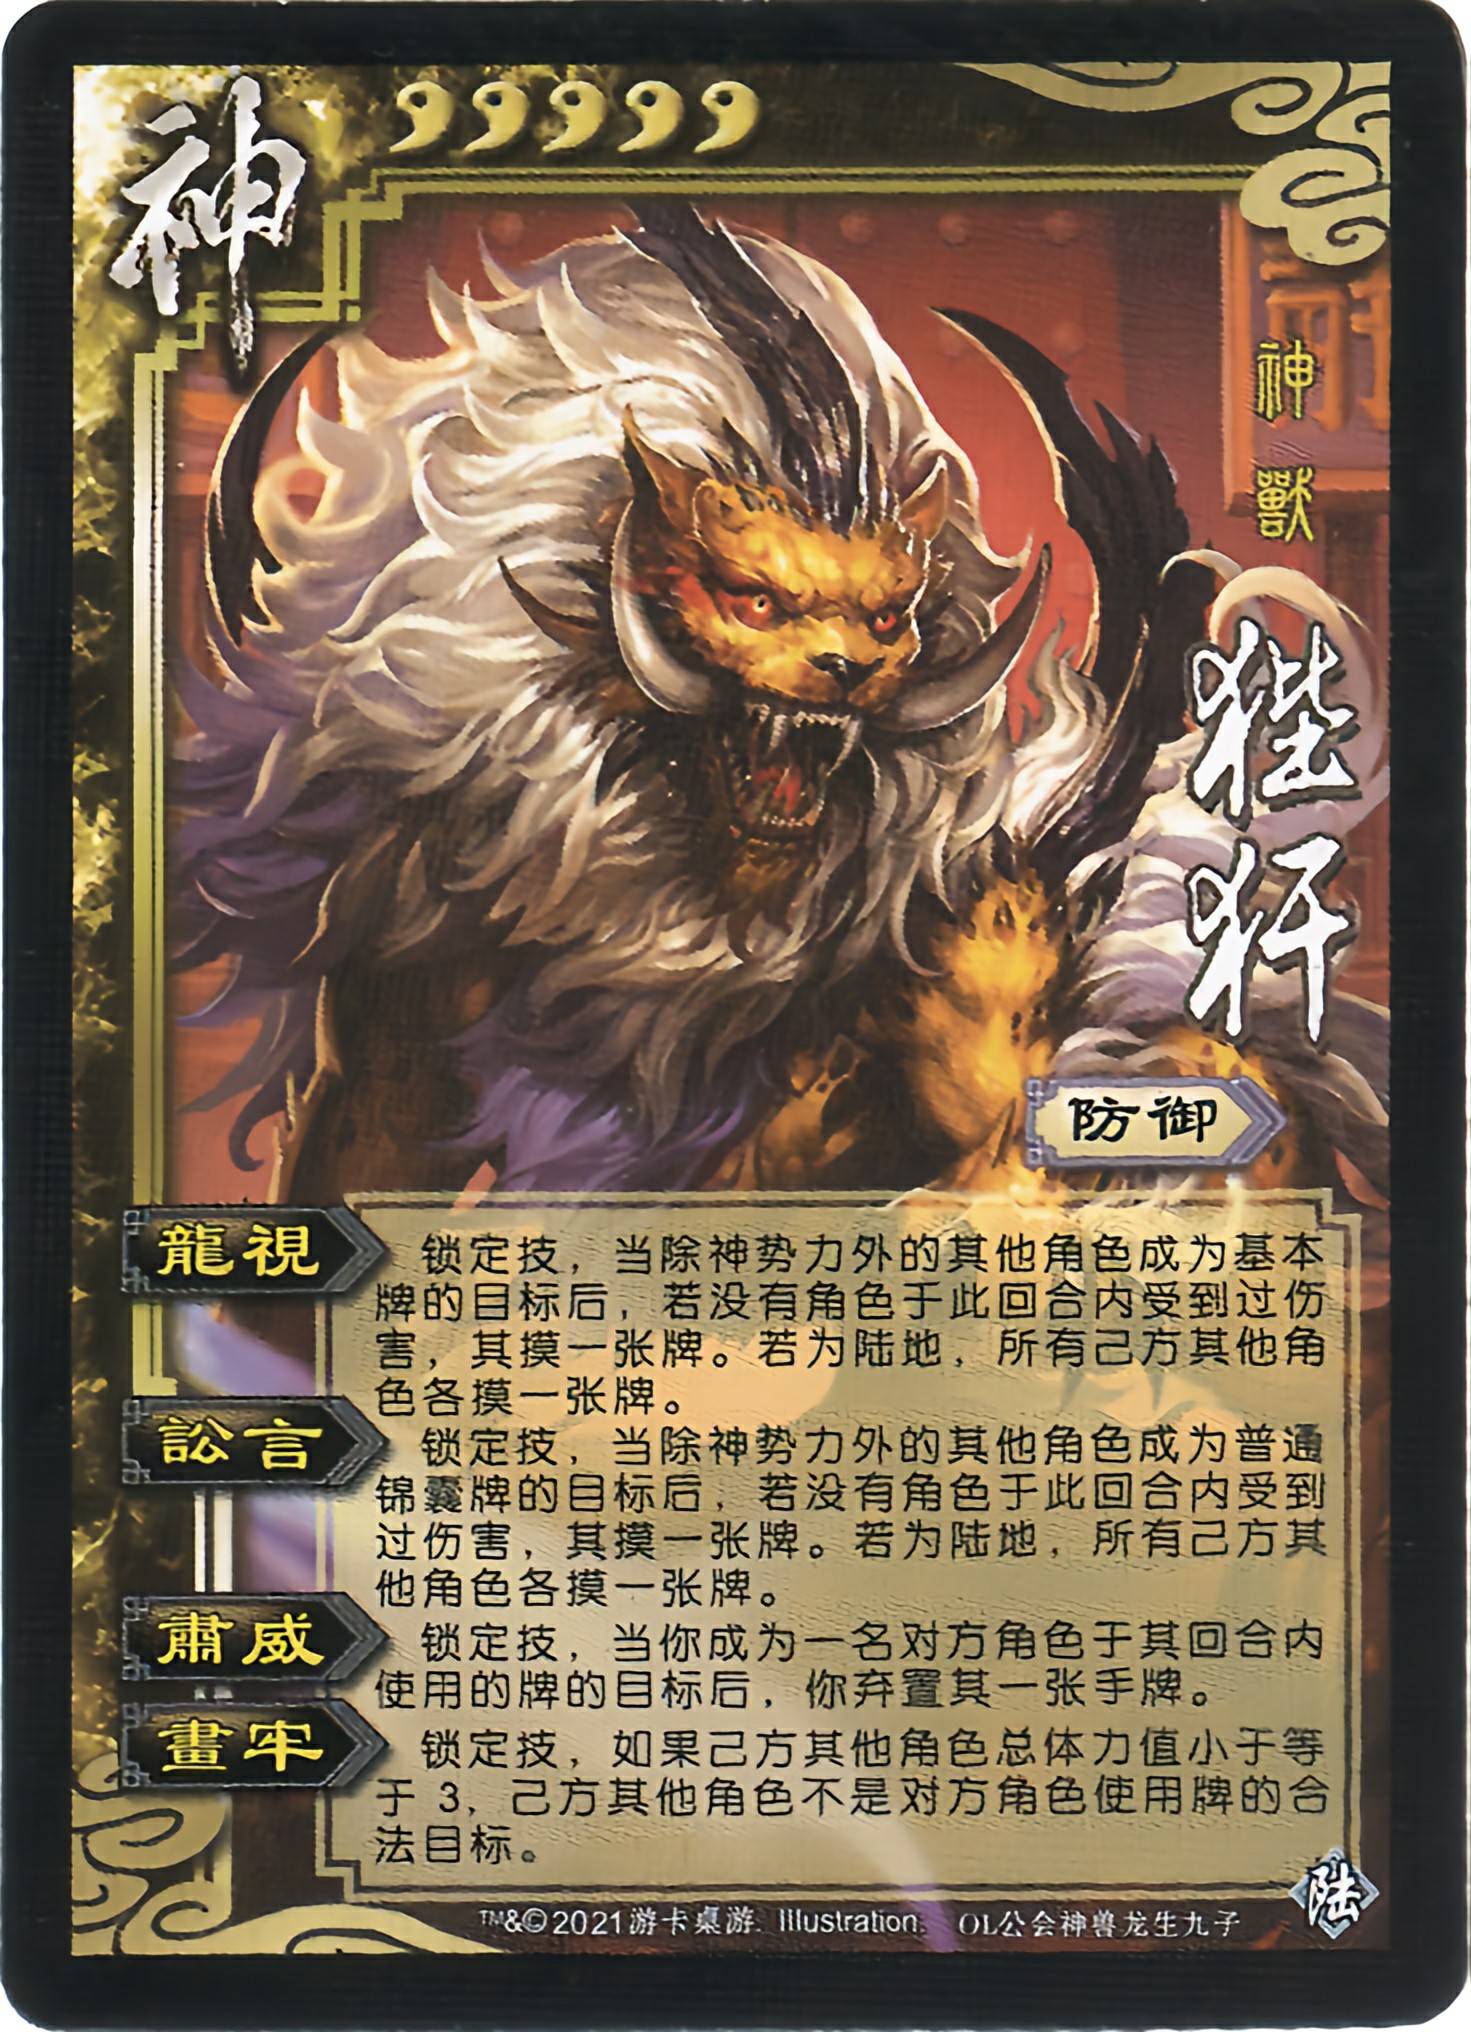 神
神獸
狴犴
防御
龍視
锁定技，当除神势力外的其他角色成为基本
牌的目标后，若没有角色于此回合内受到过伤
害，其摸一张牌。若为陆地，所有己方其他角
色各摸一张牌。
訟言
锁定技，当除神势力外的其他角色成为普通
锦囊牌的目标后，若没有角色于此回合内受到
过伤害，其摸一张牌。若为陆地，所有己方其
他角色各摸一张牌。
肅威
锁定技，当你成为一名对方角色于其回合内
使用的牌的目标后，你弃置其一张手牌。
畫牢
锁定技，如果己方其他角色总体力值小于等
于 3，己方其他角色不是对方角色使用牌的合
法目标。
陆
™&©2021游卡桌游. Illustration. OL公会神兽龙生九子